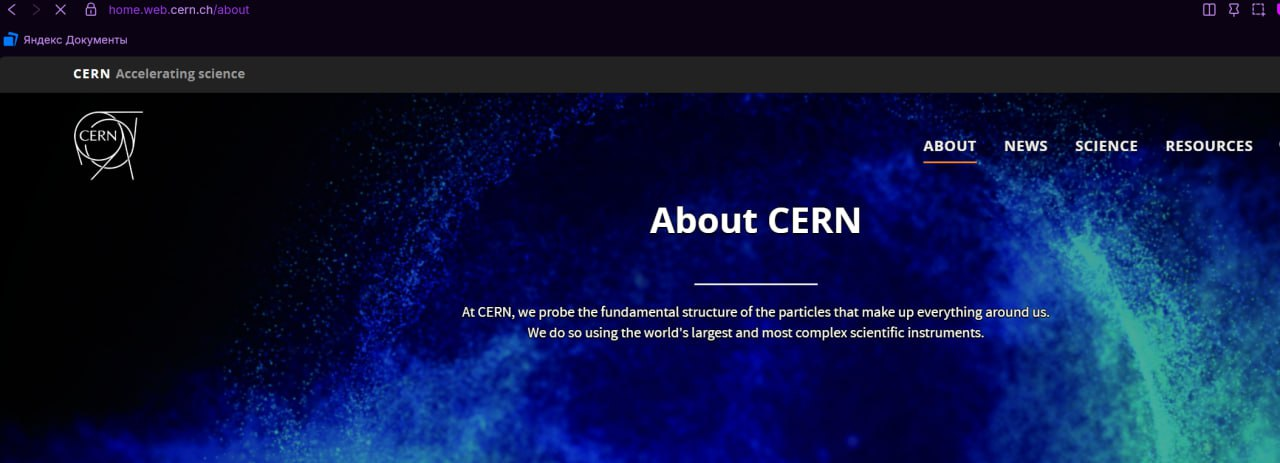 home.web.cern.ch/about
Яндекс Документы
CERN Accelerating science
CERN
ABOUT NEWS SCIENCE RESOURCES
About CERN
At CERN, we probe the fundamental structure of the particles that make up everything around us.
We do so using the world's largest and most complex scientific instruments.